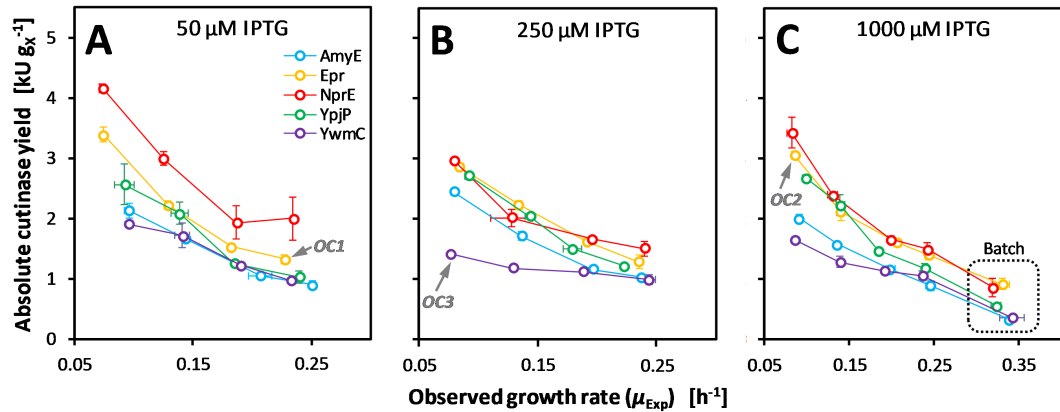 A
50 µM IPTG
AmyE
Epr
NprE
YpjP
YwmC
OC1
B
250 µM IPTG
OC3
C
1000 µM IPTG
OC2
Batch
Absolute cutinase yield [kU gₓ⁻¹]
5
4
3
2
1
0
0.05 0.15 0.25
0.05 0.15 0.25
0.05 0.15 0.25 0.35
Observed growth rate (μExp) [h⁻¹]